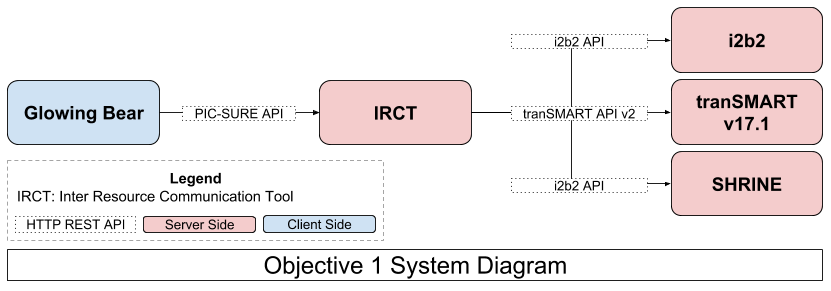 i2b2 API
i2b2
Glowing Bear
PIC-SURE API
IRCT
tranSMART API v2
tranSMART
v17.1
i2b2 API
SHRINE
Legend
IRCT: Inter Resource Communication Tool
HTTP REST API
Server Side
Client Side
Objective 1 System Diagram